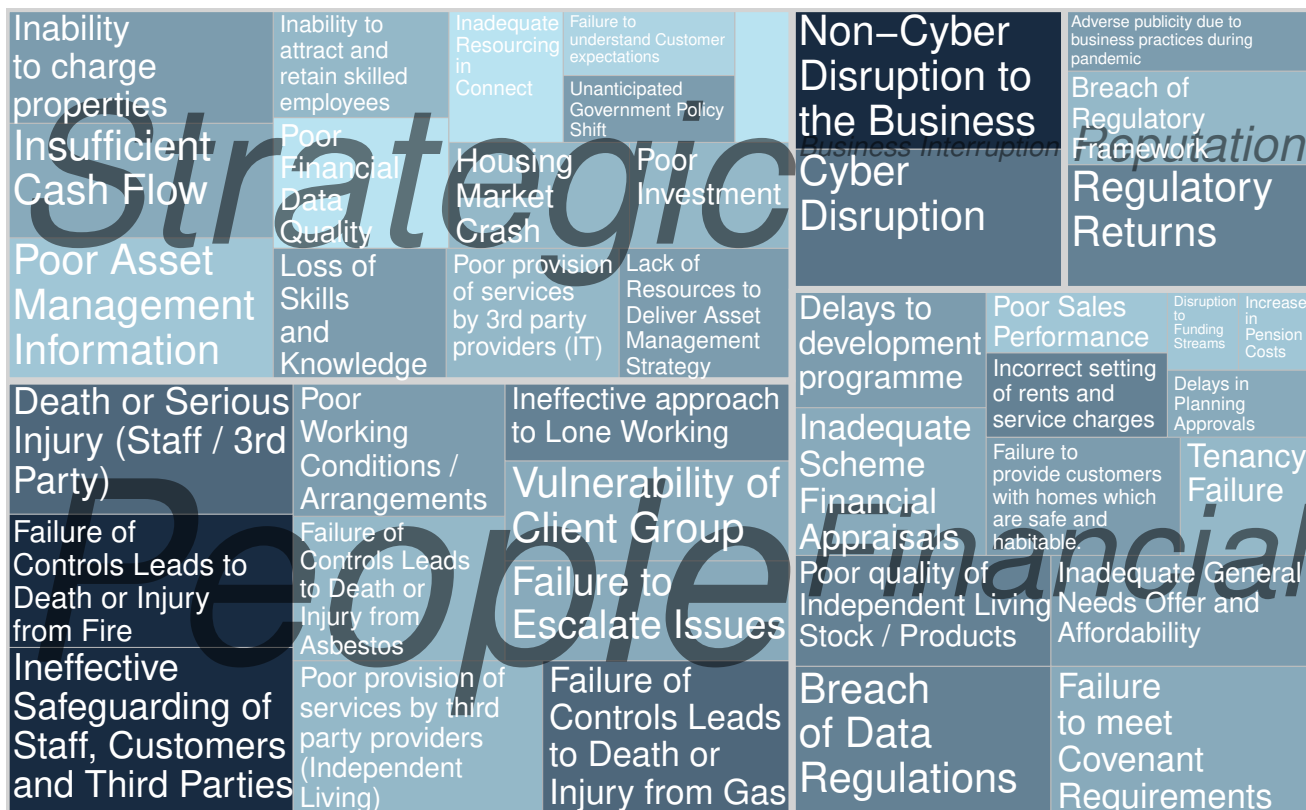 Strategic
Inability
to charge
properties
Insufficient
Cash Flow
Poor Asset
Management
Information
Inability to
attract and
retain skilled
employees
Poor
Financial
Data
Quality
Loss of
Skills
and
Knowledge
Inadequate
Resourcing
in
Connect
Failure to
understand Customer
expectations
Unanticipated
Government Policy
Shift
Housing
Market
Crash
Poor
Investment
Poor provision
of services
by 3rd party
providers (IT)
Lack of
Resources to
Deliver Asset
Management
Strategy
Business Interruption
Non−Cyber
Disruption to
the Business
Cyber
Disruption
Reputation
Adverse publicity due to
business practices during
pandemic
Breach of
Regulatory
Framework
Regulatory
Returns
People
Death or Serious
Injury (Staff / 3rd
Party)
Failure of
Controls Leads to
Death or Injury
from Fire
Ineffective
Safeguarding of
Staff, Customers
and Third Parties
Poor
Working
Conditions /
Arrangements
Failure of
Controls Leads
to Death or
Injury from
Asbestos
Poor provision of
services by third
party providers
(Independent
Living)
Ineffective approach
to Lone Working
Vulnerability of
Client Group
Failure to
Escalate Issues
Failure of
Controls Leads
to Death or
Injury from Gas
Financial
Delays to
development
programme
Inadequate
Scheme
Financial
Appraisals
Poor Sales
Performance
Incorrect setting
of rents and
service charges
Failure to
provide customers
with homes which
are safe and
habitable.
Disruption
to
Funding
Streams
Increase
in
Pension
Costs
Delays in
Planning
Approvals
Tenancy
Failure
Poor quality of
Independent Living
Stock / Products
Inadequate General
Needs Offer and
Affordability
Breach
of Data
Regulations
Failure
to meet
Covenant
Requirements